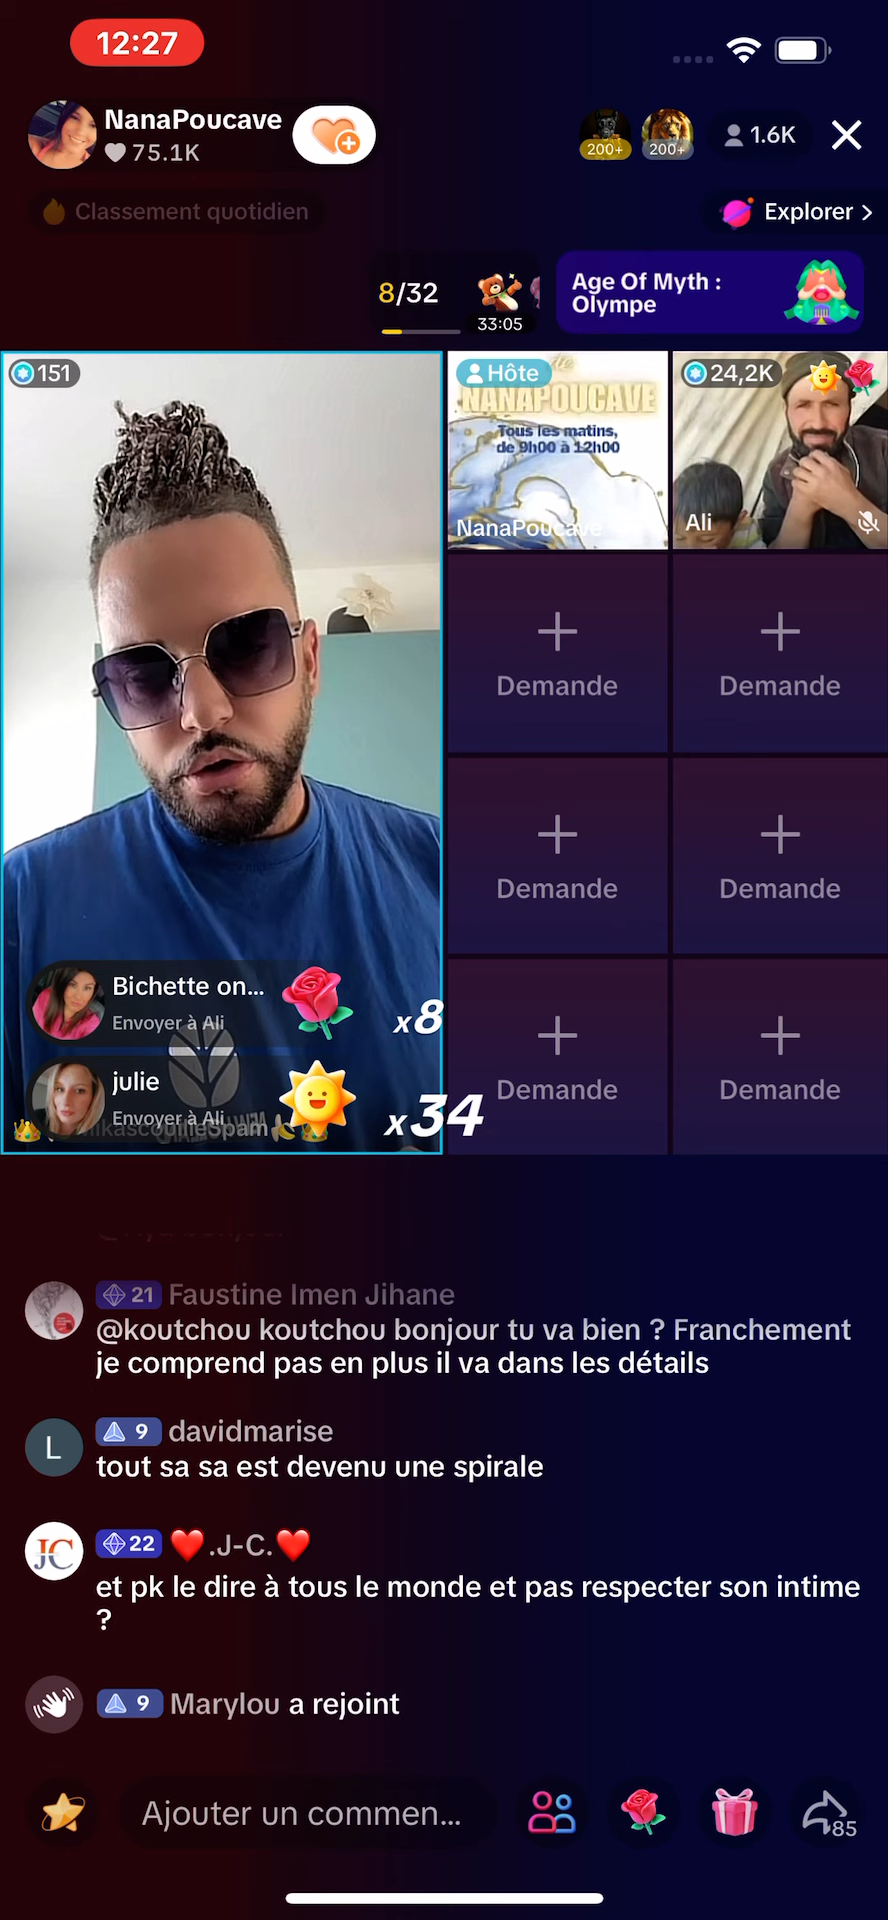 12:27
NanaPoucave
75.1K
200+
200+
1.6K
Classement quotidien
Explorer
8/32
33:05
Age Of Myth :
Olympe
151
Hôte
NANAPOUCAVE
Tous les matins,
de 9h00 à 12h00
NanaPoucave
24,2K
Ali
Demande
Demande
Demande
Demande
Demande
Demande
Bichette on...
Envoyer à Ali
x8
julie
Envoyer à Ali
x34
21 Faustine Imen Jihane
@koutchou koutchou bonjour tu va bien ? Franchement
je comprend pas en plus il va dans les détails
L
9 davidmarise
tout sa sa est devenu une spirale
JC
22 ❤️.J-C.❤️
et pk le dire à tous le monde et pas respecter son intime
?
9 Marylou a rejoint
Ajouter un commen...
85